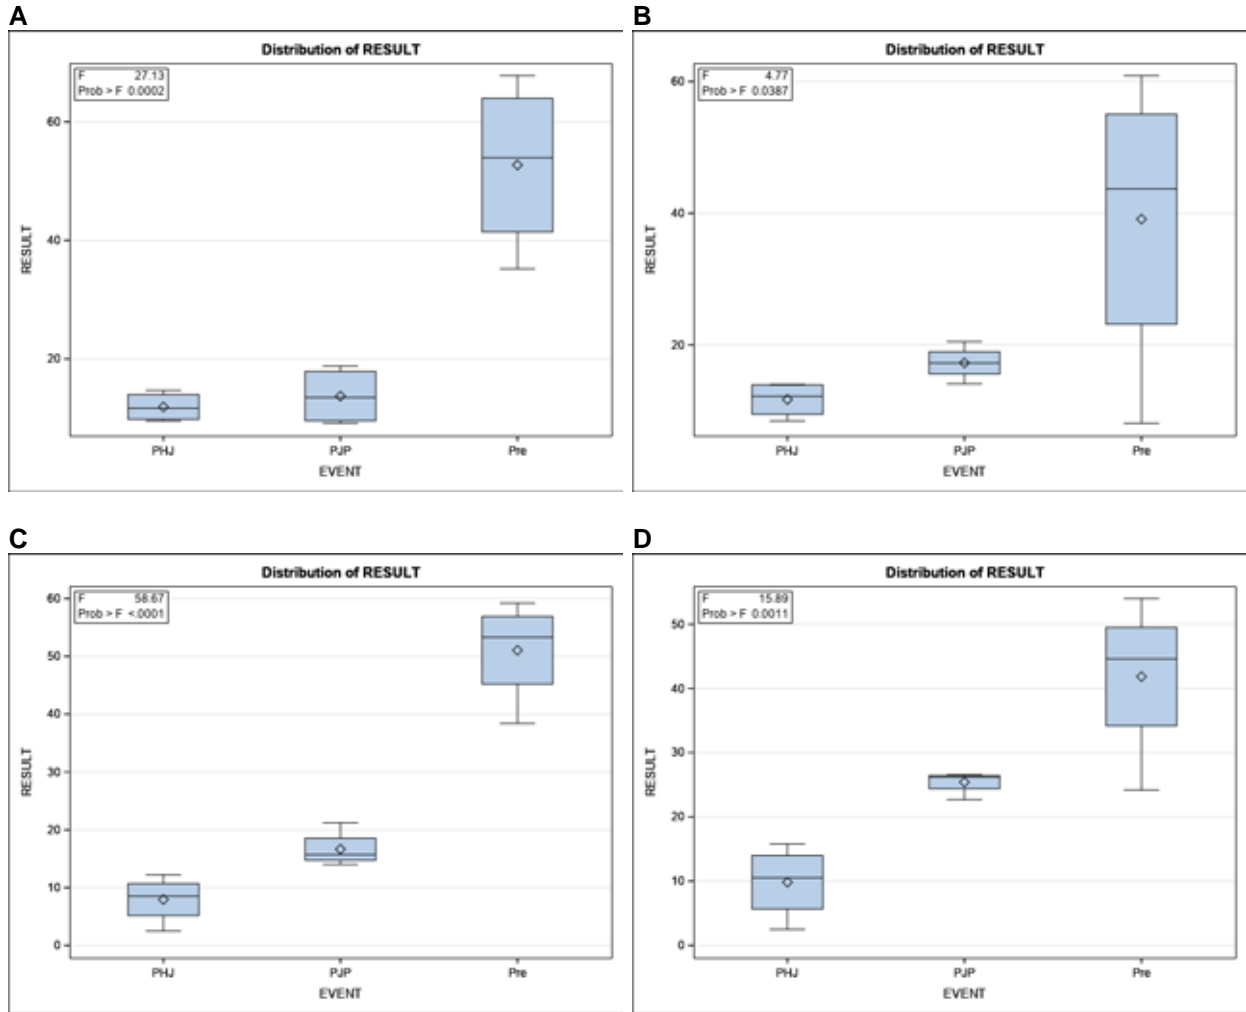 A
Distribution of RESULT
F 27.13
Prob > F 0.0002
60
40
20
RESULT
PHJ PJP Pre
EVENT
B
Distribution of RESULT
F 4.77
Prob > F 0.0387
60
40
20
RESULT
PHJ PJP Pre
EVENT
C
Distribution of RESULT
F 58.67
Prob > F <.0001
60
50
40
30
20
10
0
RESULT
PHJ PJP Pre
EVENT
D
Distribution of RESULT
F 15.89
Prob > F 0.0011
50
40
30
20
10
0
RESULT
PHJ PJP Pre
EVENT